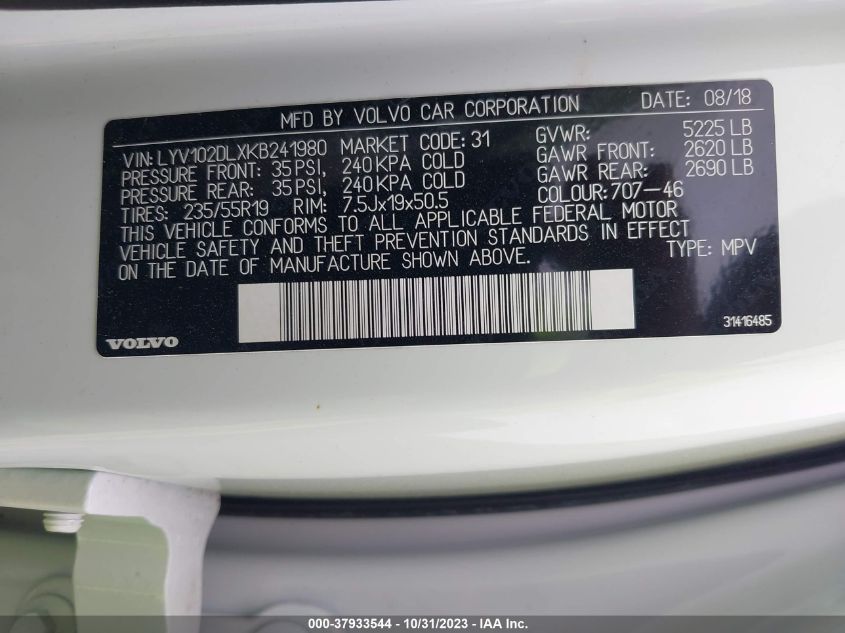 MFD BY VOLVO CAR CORPORATION DATE: 08/18
VIN: LYV102DLXKB241980 MARKET CODE: 31 GVWR: 5225 LB
PRESSURE FRONT: 35 PSI, 240 KPA COLD GAWR FRONT: 2620 LB
PRESSURE REAR: 35 PSI, 240 KPA COLD GAWR REAR: 2690 LB
TIRES: 235/55R19 RIM: 7.5Jx19x50.5 COLOUR: 707-46
THIS VEHICLE CONFORMS TO ALL APPLICABLE FEDERAL MOTOR
VEHICLE SAFETY AND THEFT PREVENTION STANDARDS IN EFFECT
ON THE DATE OF MANUFACTURE SHOWN ABOVE. TYPE: MPV
31416485
VOLVO
000-37933544 - 10/31/2023 - IAA Inc.